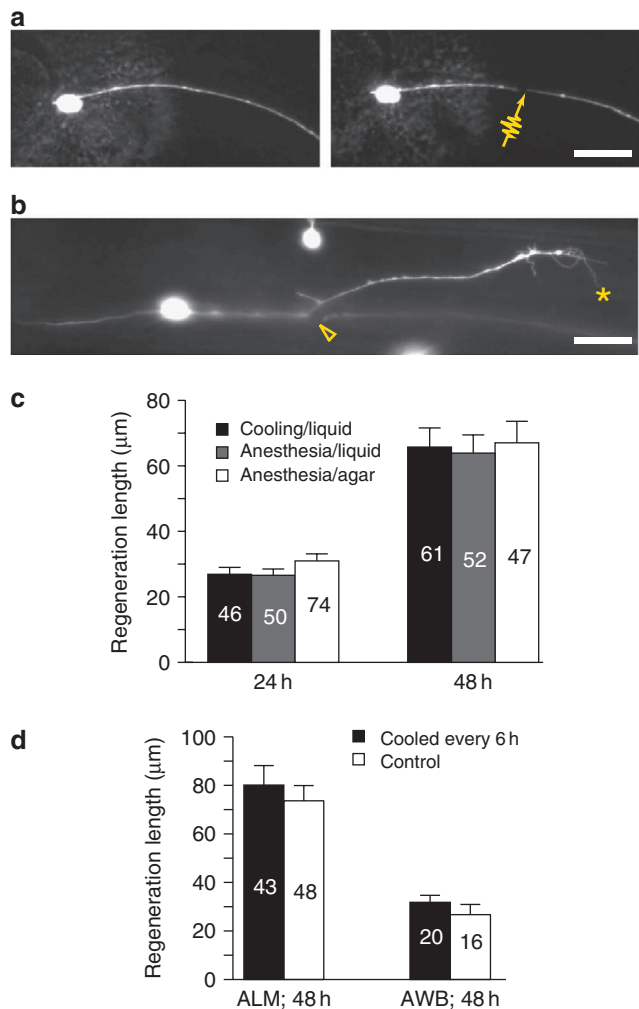 a
b
*
c
Regeneration length (µm)
80
60
40
20
0
Cooling/liquid
Anesthesia/liquid
Anesthesia/agar
46
50
74
61
52
47
24 h
48 h
d
Regeneration length (µm)
100
80
60
40
20
0
Cooled every 6 h
Control
43
48
20
16
ALM; 48 h
AWB; 48 h